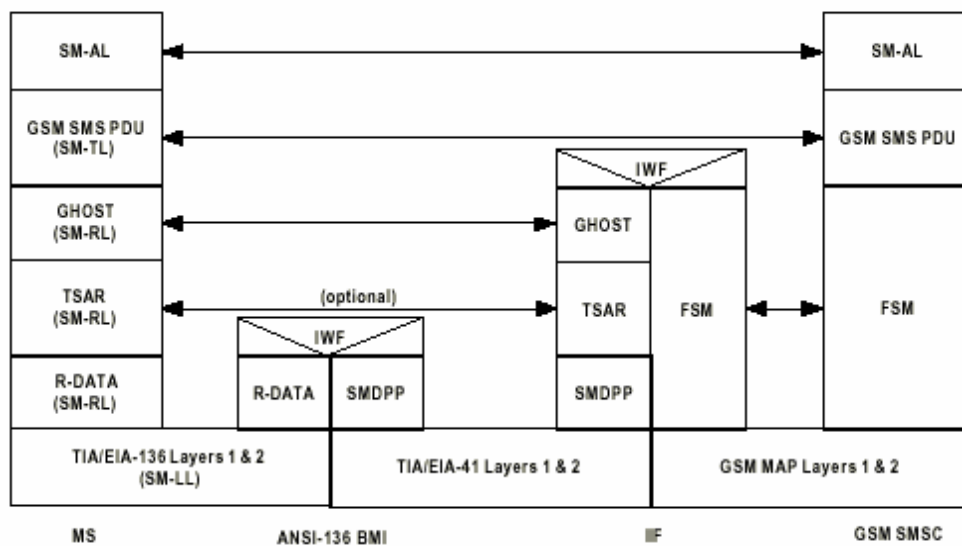 SM-AL
SM-AL
GSM SMS PDU
(SM-TL)
GSM SMS PDU
IWF
GHOST
(SM-RL)
GHOST
TSAR
(SM-RL)
(optional)
TSAR
FSM
FSM
IWF
R-DATA
(SM-RL)
R-DATA
SMDPP
SMDPP
TIA/EIA-136 Layers 1 & 2
(SM-LL)
TIA/EIA-41 Layers 1 & 2
GSM MAP Layers 1 & 2
MS
ANSI-136 BMI
GSM SMSC